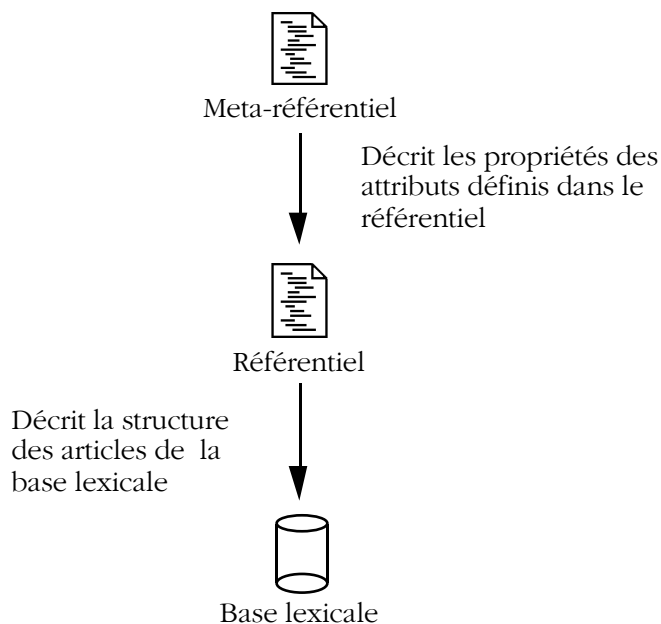 Meta-référentiel
Décrit les propriétés des
attributs définis dans le
référentiel
Référentiel
Décrit la structure
des articles de la
base lexicale
Base lexicale